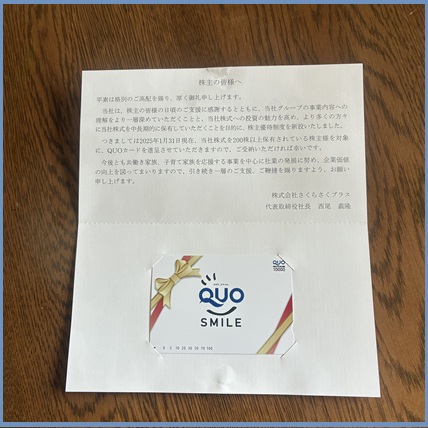 株主の皆様へ
平素は格別のご高配を賜り、厚く御礼申し上げます。
当社は、株主の皆様の日頃のご支援に感謝するとともに、当社グループの事業内容への
理解をより一層深めていただくことと、当社株式への投資の魅力を高め、より多くの方々
に当社株式を中長期的に保有していただくことを目的に、株主優待制度を新設いたしました。
つきましては2025年1月31日現在、当社株式を200株以上保有されている株主様を対象
に、QUOカードを進呈させていただきますので、ご受納いただければ幸いです。
今後とも共働き家族、子育て家族を応援する事業を中心に社業の発展に努め、企業価値
の向上を図ってまいりますので、引き続き一層のご支援、ご鞭撻を賜りますよう、お願い
申し上げます。
株式会社さくらさくプラス
代表取締役社長 西尾 義隆
QUO
10000
QUO
SMILE
0 5 10 20 30 50 70 100